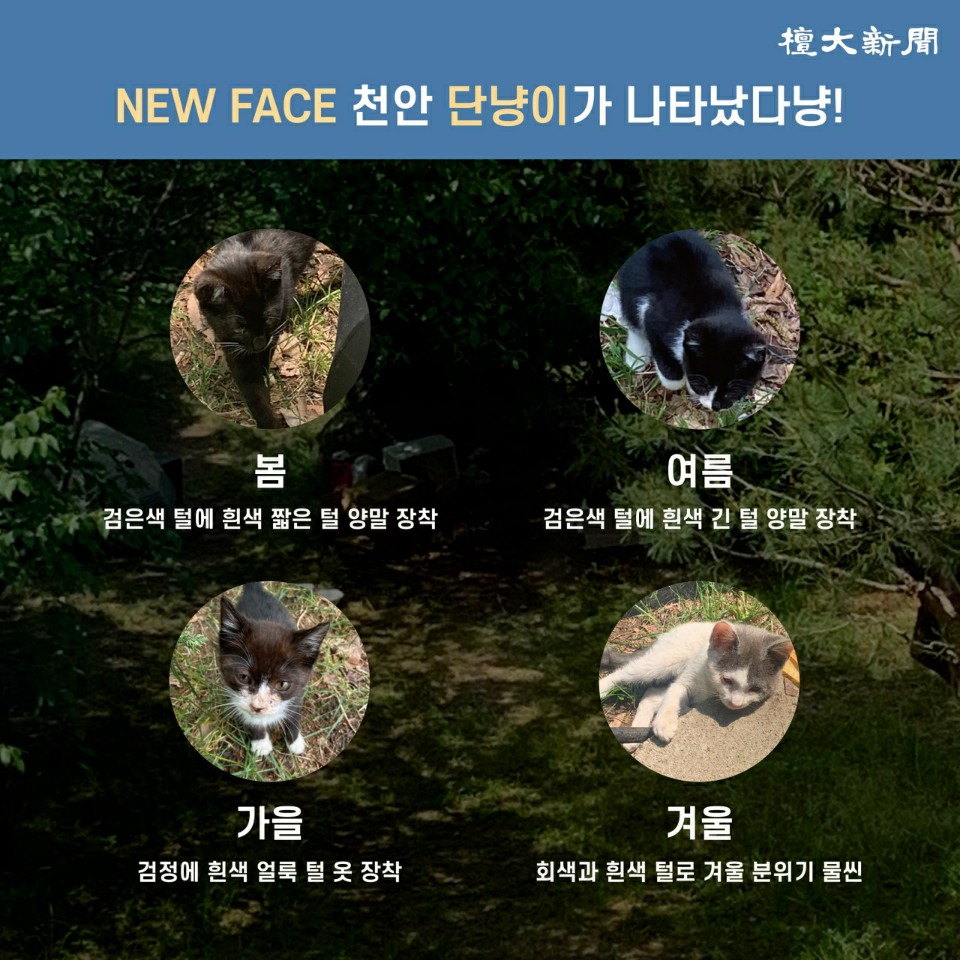 檀大新聞
NEW FACE 천안 단냥이가 나타났다냥!
봄
검은색 털에 흰색 짧은 털 양말 장착
여름
검은색 털에 흰색 긴 털 양말 장착
가을
검정에 흰색 얼룩 털 옷 장착
겨울
회색과 흰색 털로 겨울 분위기 물씬